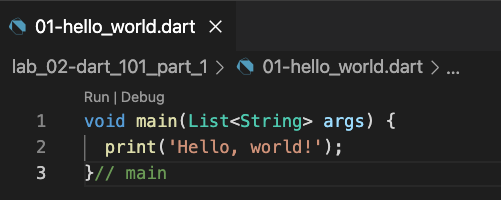 01-hello_world.dart ×
lab_02-dart_101_part_1 > 01-hello_world.dart > ...
Run | Debug
1 void main(List<String> args) {
2   print('Hello, world!');
3 }// main